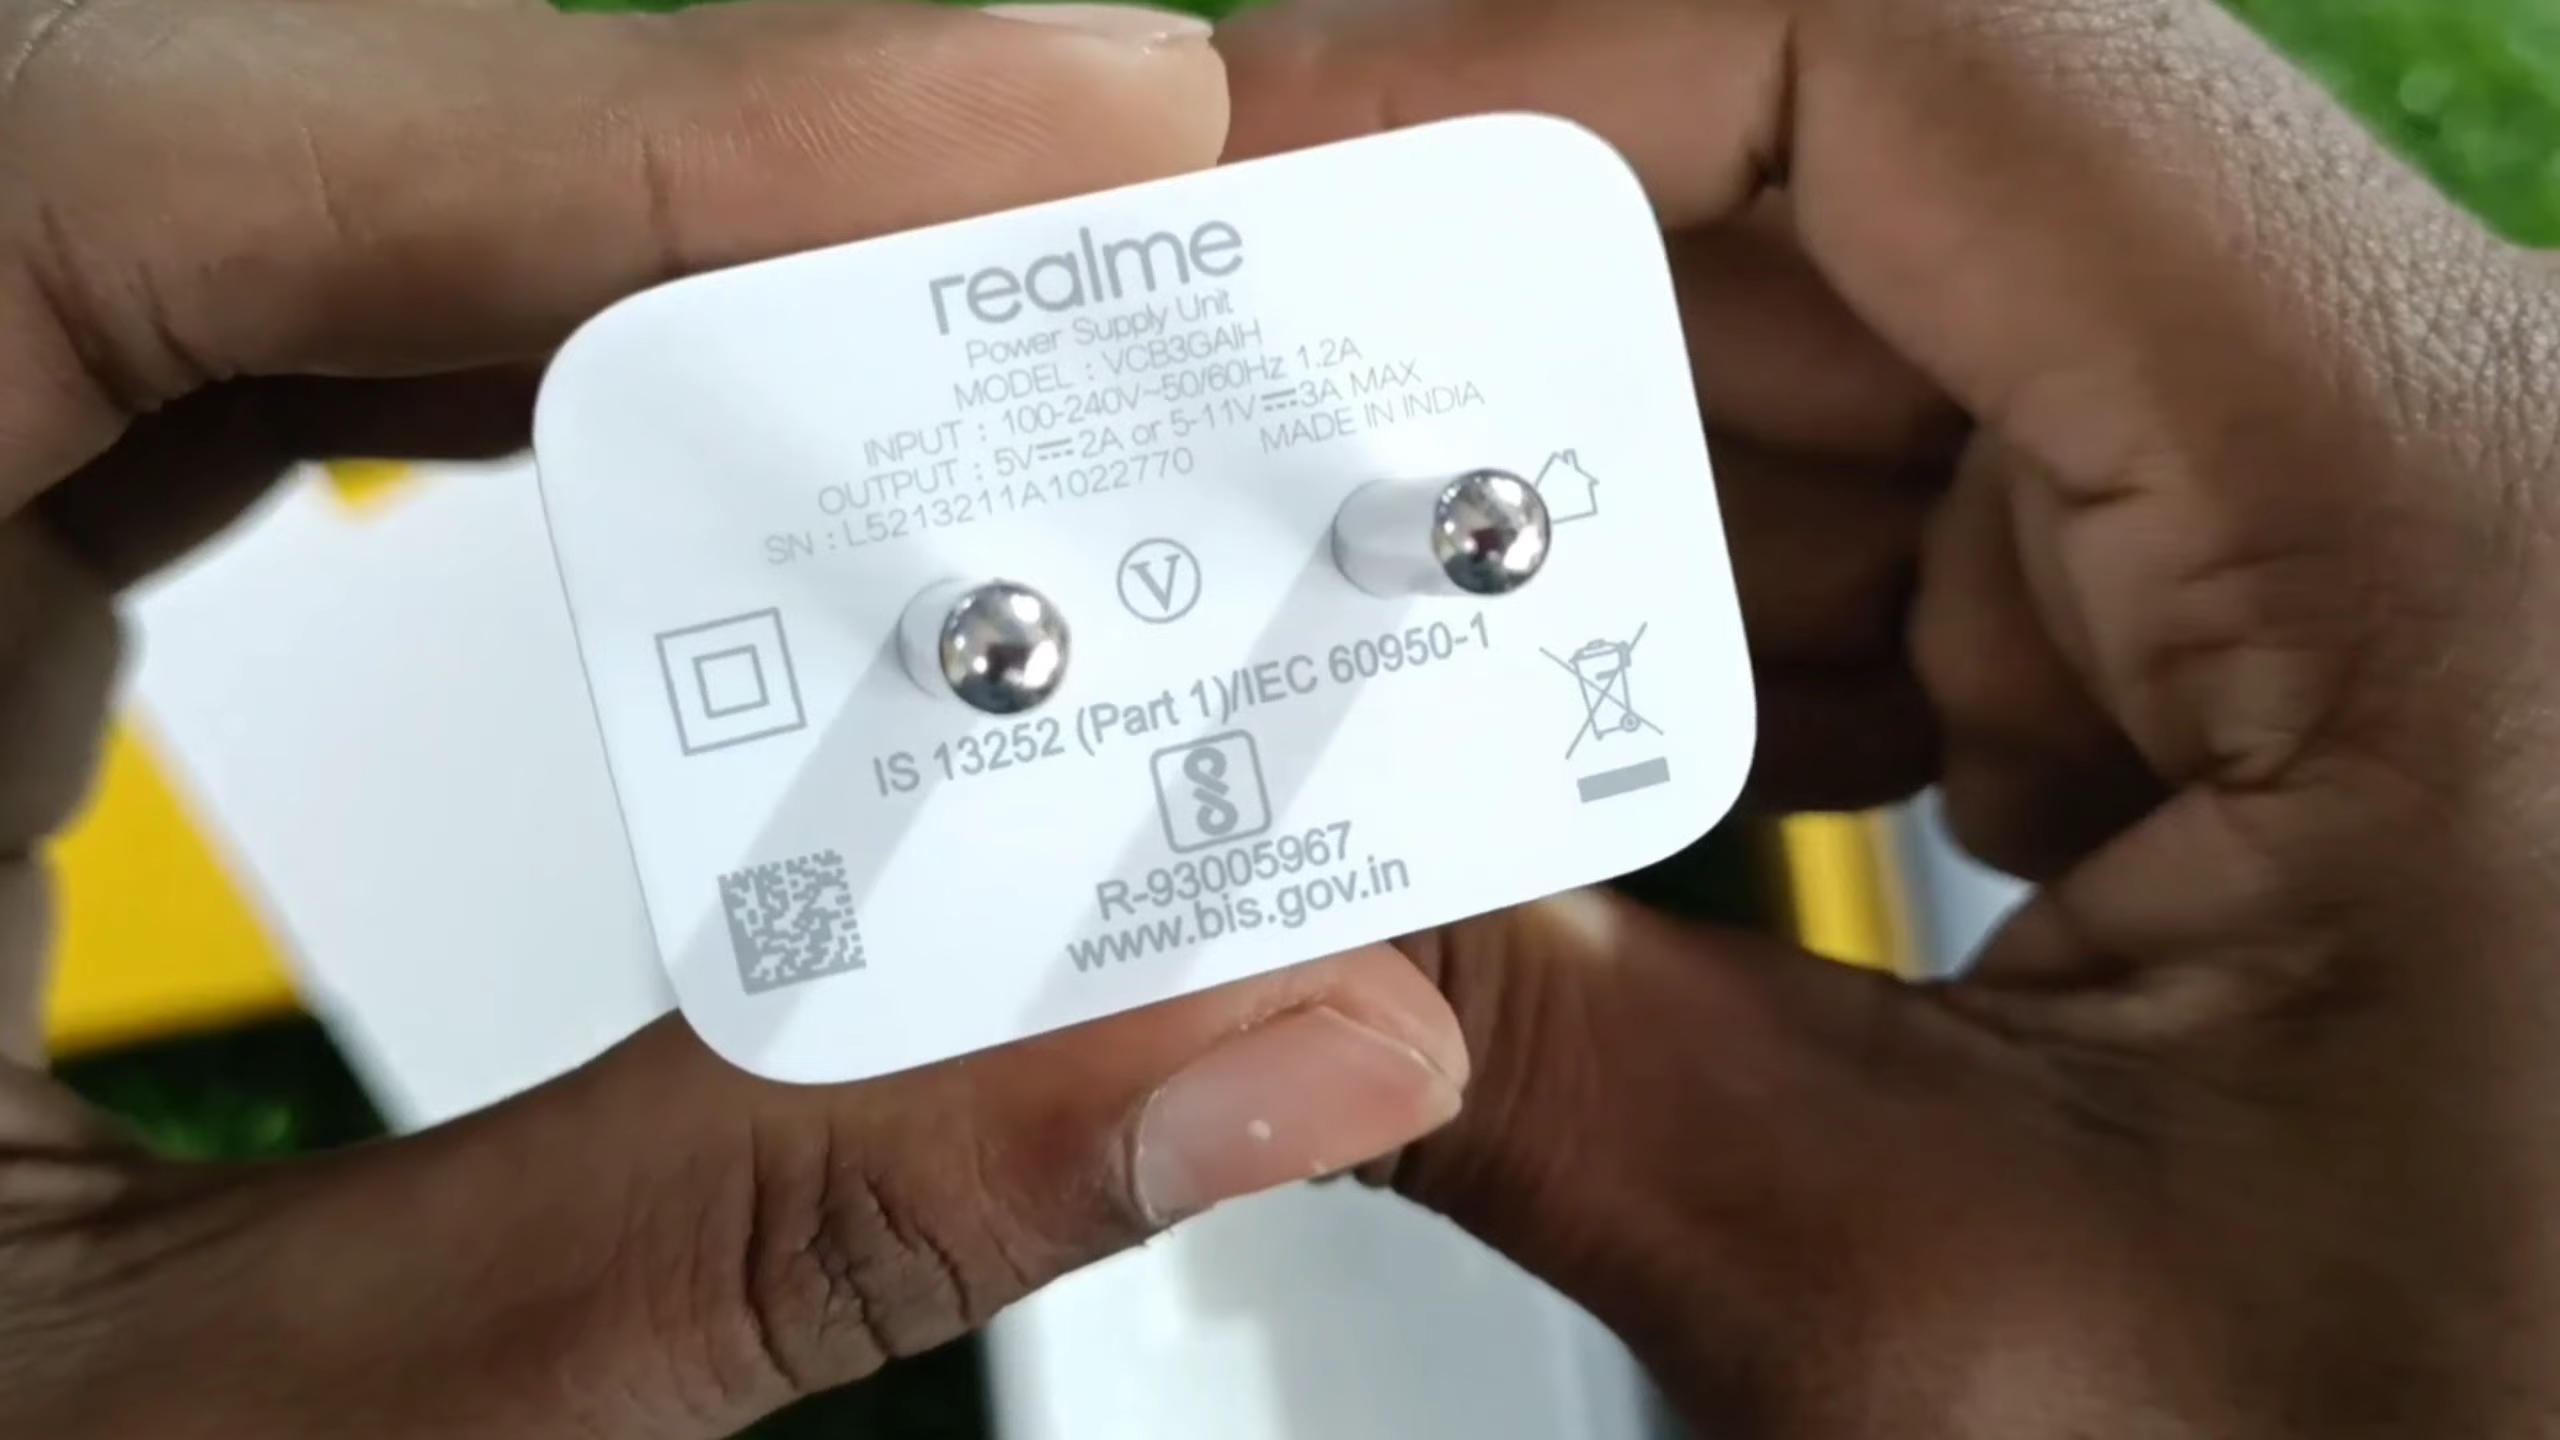 realme
Power Supply Unit
MODEL : VCB3GAIH
INPUT : 100-240V~50/60Hz 1.2A
OUTPUT : 5V⎓2A or 5-11V⎓3A MAX
SN : L5213211A1022770 MADE IN INDIA
V
IS 13252 (Part 1)/IEC 60950-1
R-93005967
www.bis.gov.in